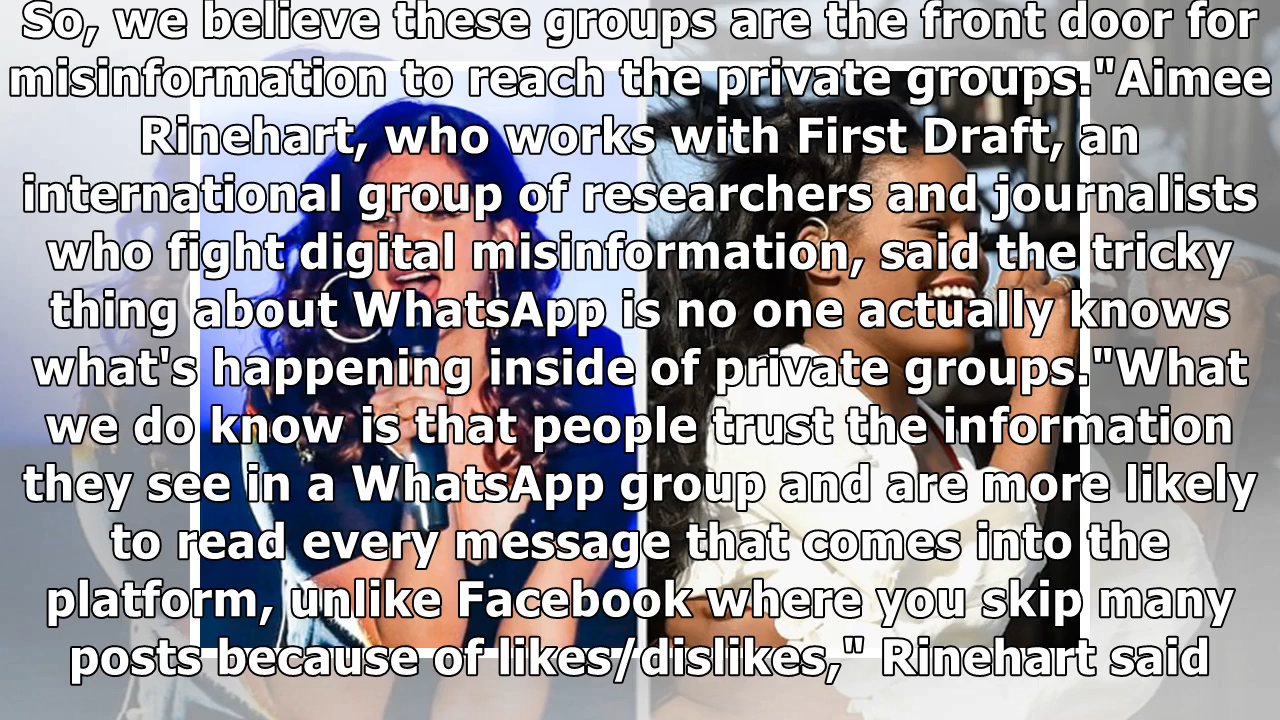 So, we believe these groups are the front door for
misinformation to reach the private groups."Aimee
Rinehart, who works with First Draft, an
international group of researchers and journalists
who fight digital misinformation, said the tricky
thing about WhatsApp is no one actually knows
what's happening inside of private groups."What
we do know is that people trust the information
they see in a WhatsApp group and are more likely
to read every message that comes into the
platform, unlike Facebook where you skip many
posts because of likes/dislikes," Rinehart said